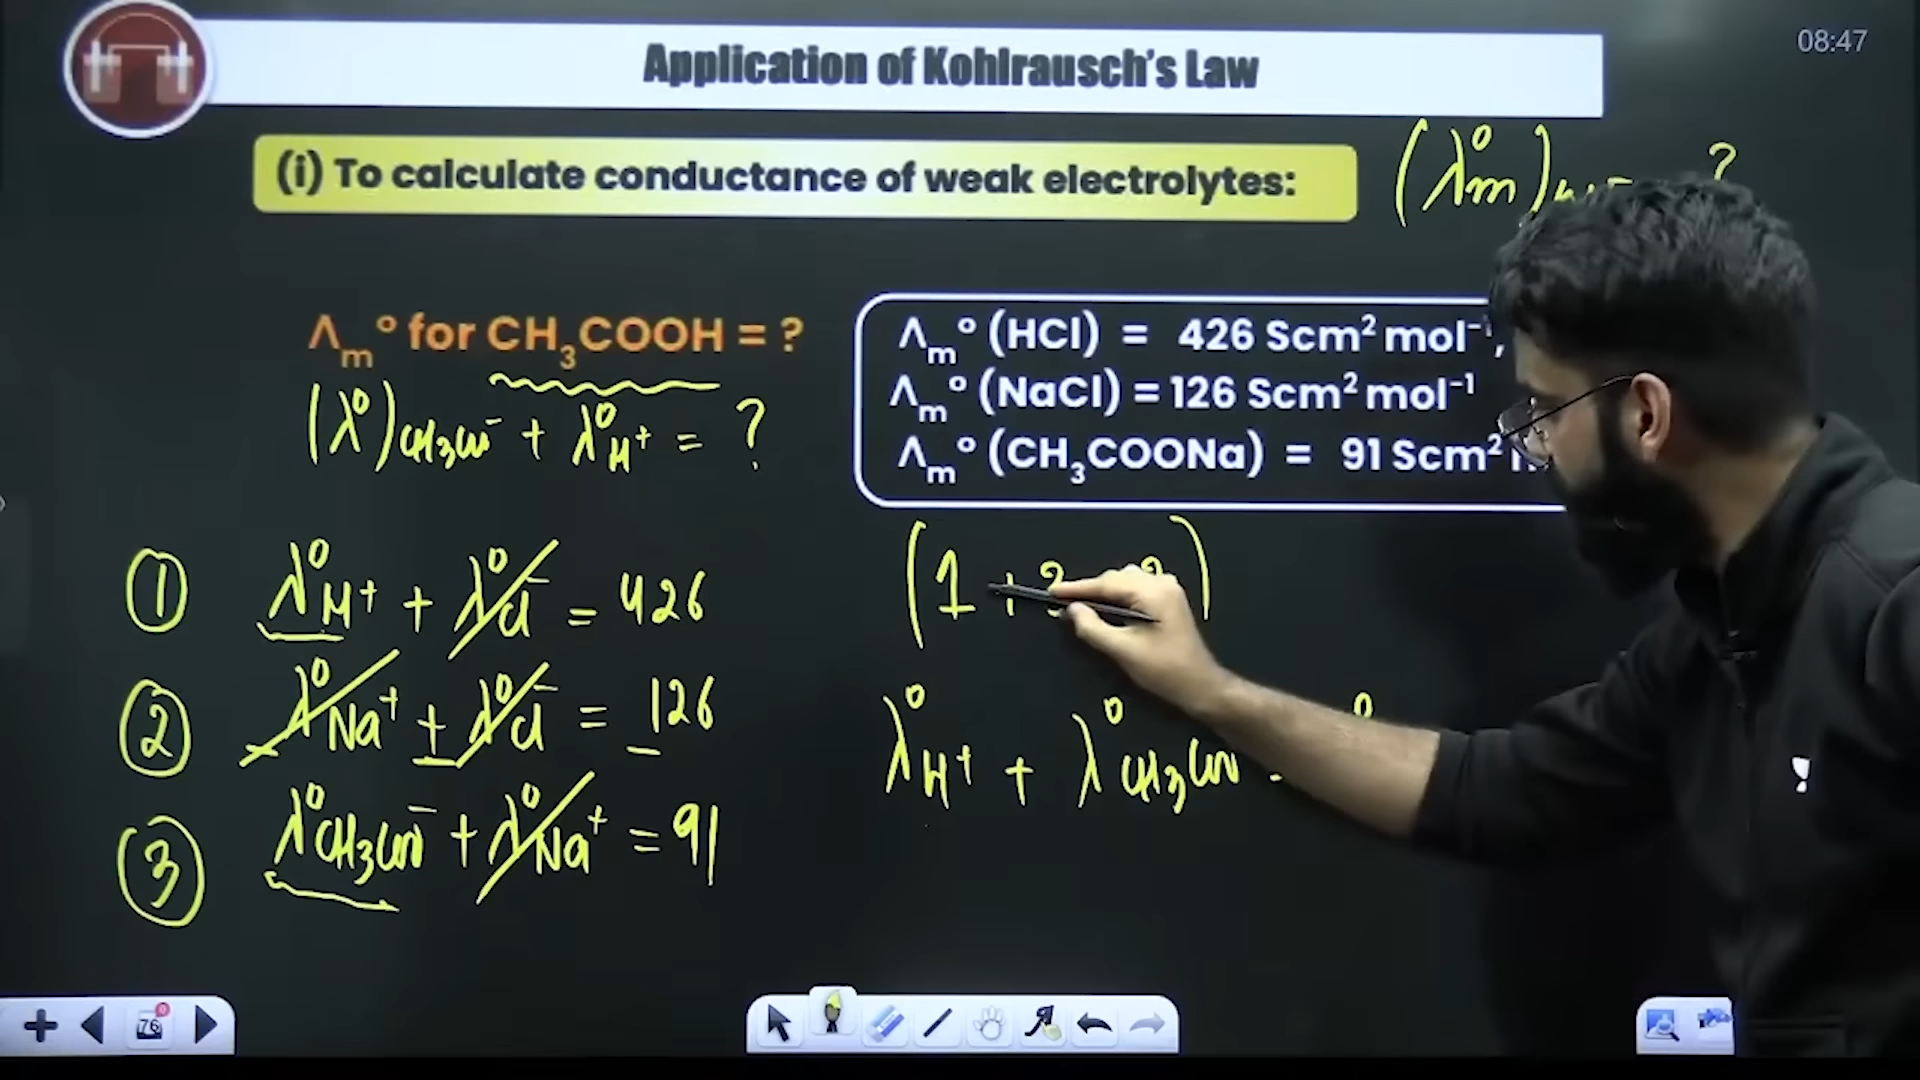 08:47
Application of Kohlrausch's Law
(i) To calculate conductance of weak electrolytes:
(λ°m) ?
Λm° for CH₃COOH = ?
(λ°)CH₃COO⁻ + λ°H⁺ = ?
Λm° (HCl) = 426 Scm² mol⁻¹,
Λm° (NaCl) = 126 Scm² mol⁻¹
Λm° (CH₃COONa) = 91 Scm²
① λ°H⁺ + λ°Cl⁻ = 426
② λ°Na⁺ ± λ°Cl⁻ = 126
③ λ°CH₃COO⁻ + λ°Na⁺ = 91
(1 + )
λ°H⁺ + λ°CH₃COO
76